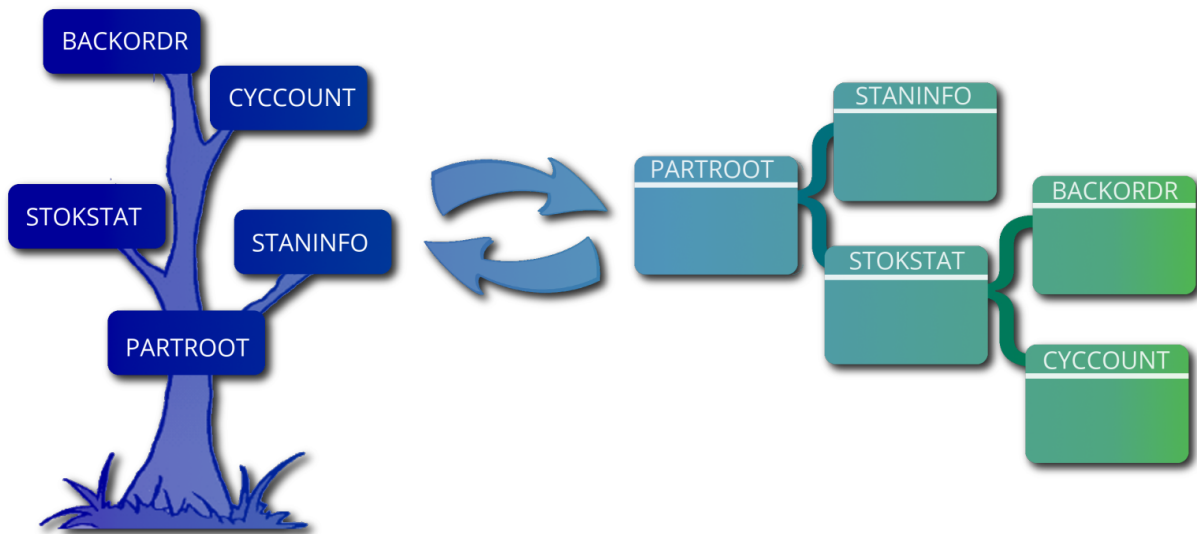 BACKORDR
CYCCOUNT
STOKSTAT
STANINFO
PARTROOT
STANINFO
PARTROOT
BACKORDR
STOKSTAT
CYCCOUNT